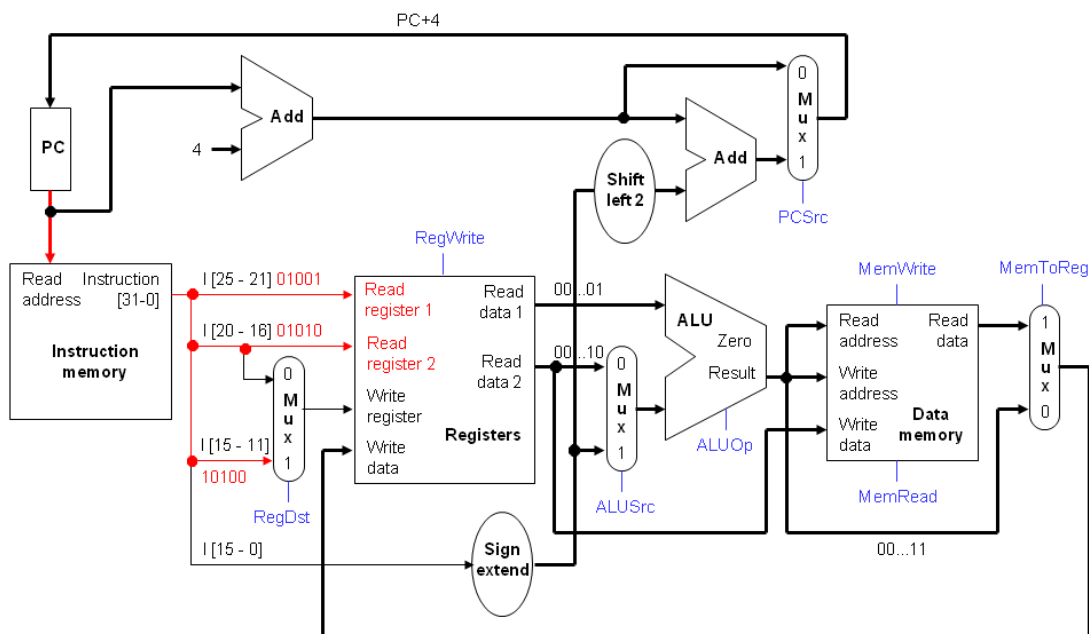 PC+4
PC
4
Add
Shift
left 2
Add
0
M
u
x
1
PCSrc
Read
address
Instruction
[31-0]
Instruction
memory
I [25 - 21] 01001
I [20 - 16] 01010
I [15 - 11]
10100
I [15 - 0]
0
M
u
x
1
RegDst
RegWrite
Read
register 1
Read
register 2
Write
register
Write
data
Read
data 1
Read
data 2
Registers
Sign
extend
00...01
00...10
0
M
u
x
1
ALUSrc
ALU
Zero
Result
ALUOp
MemWrite
Read
address
Write
address
Write
data
Read
data
Data
memory
MemRead
00...11
MemToReg
1
M
u
x
0